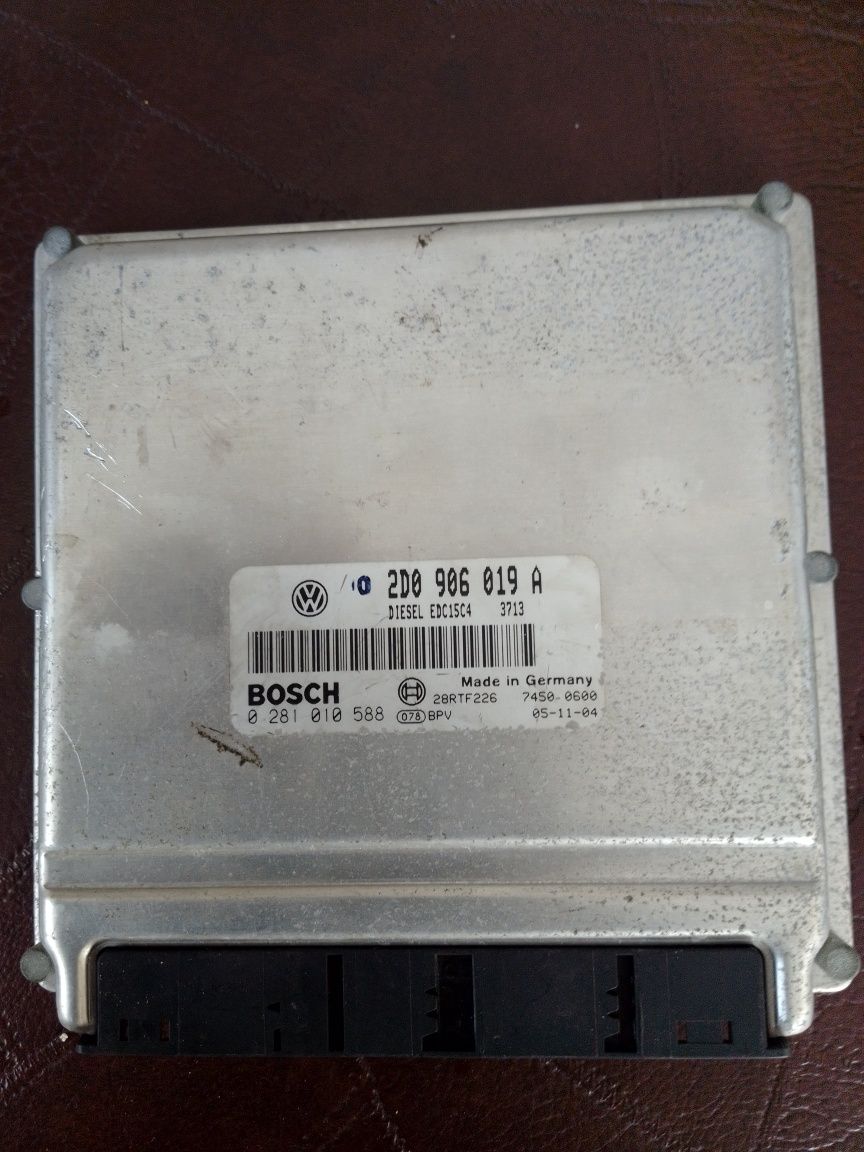 2D0 906 019 A
DIESEL EDC15C4 3713
Made in Germany
BOSCH 28RTF226 7450-0600
0 281 010 588 078 BPV 05-11-04